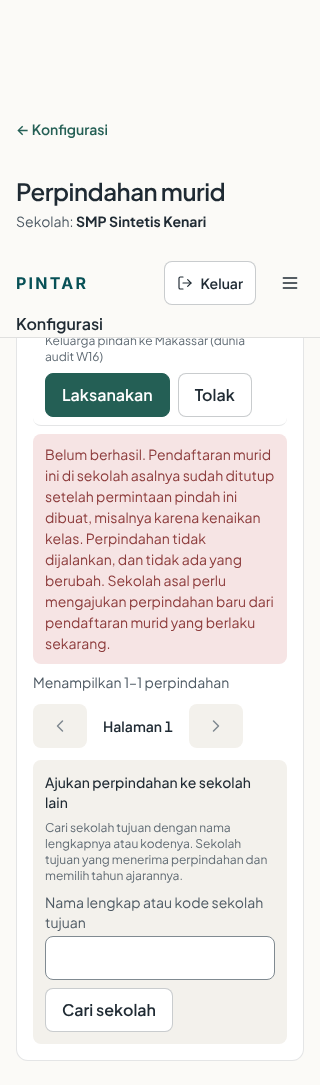 ← Konfigurasi
Perpindahan murid
Sekolah: SMP Sintetis Kenari
PINTAR
Keluar
Konfigurasi
Keluarga pindah ke Makassar (dunia
audit W16)
Laksanakan
Tolak
Belum berhasil. Pendaftaran murid
ini di sekolah asalnya sudah ditutup
setelah permintaan pindah ini
dibuat, misalnya karena kenaikan
kelas. Perpindahan tidak
dijalankan, dan tidak ada yang
berubah. Sekolah asal perlu
mengajukan perpindahan baru dari
pendaftaran murid yang berlaku
sekarang.
Menampilkan 1–1 perpindahan
Halaman 1
Ajukan perpindahan ke sekolah
lain
Cari sekolah tujuan dengan nama
lengkapnya atau kodenya. Sekolah
tujuan yang menerima perpindahan dan
memilih tahun ajarannya.
Nama lengkap atau kode sekolah
tujuan
Cari sekolah